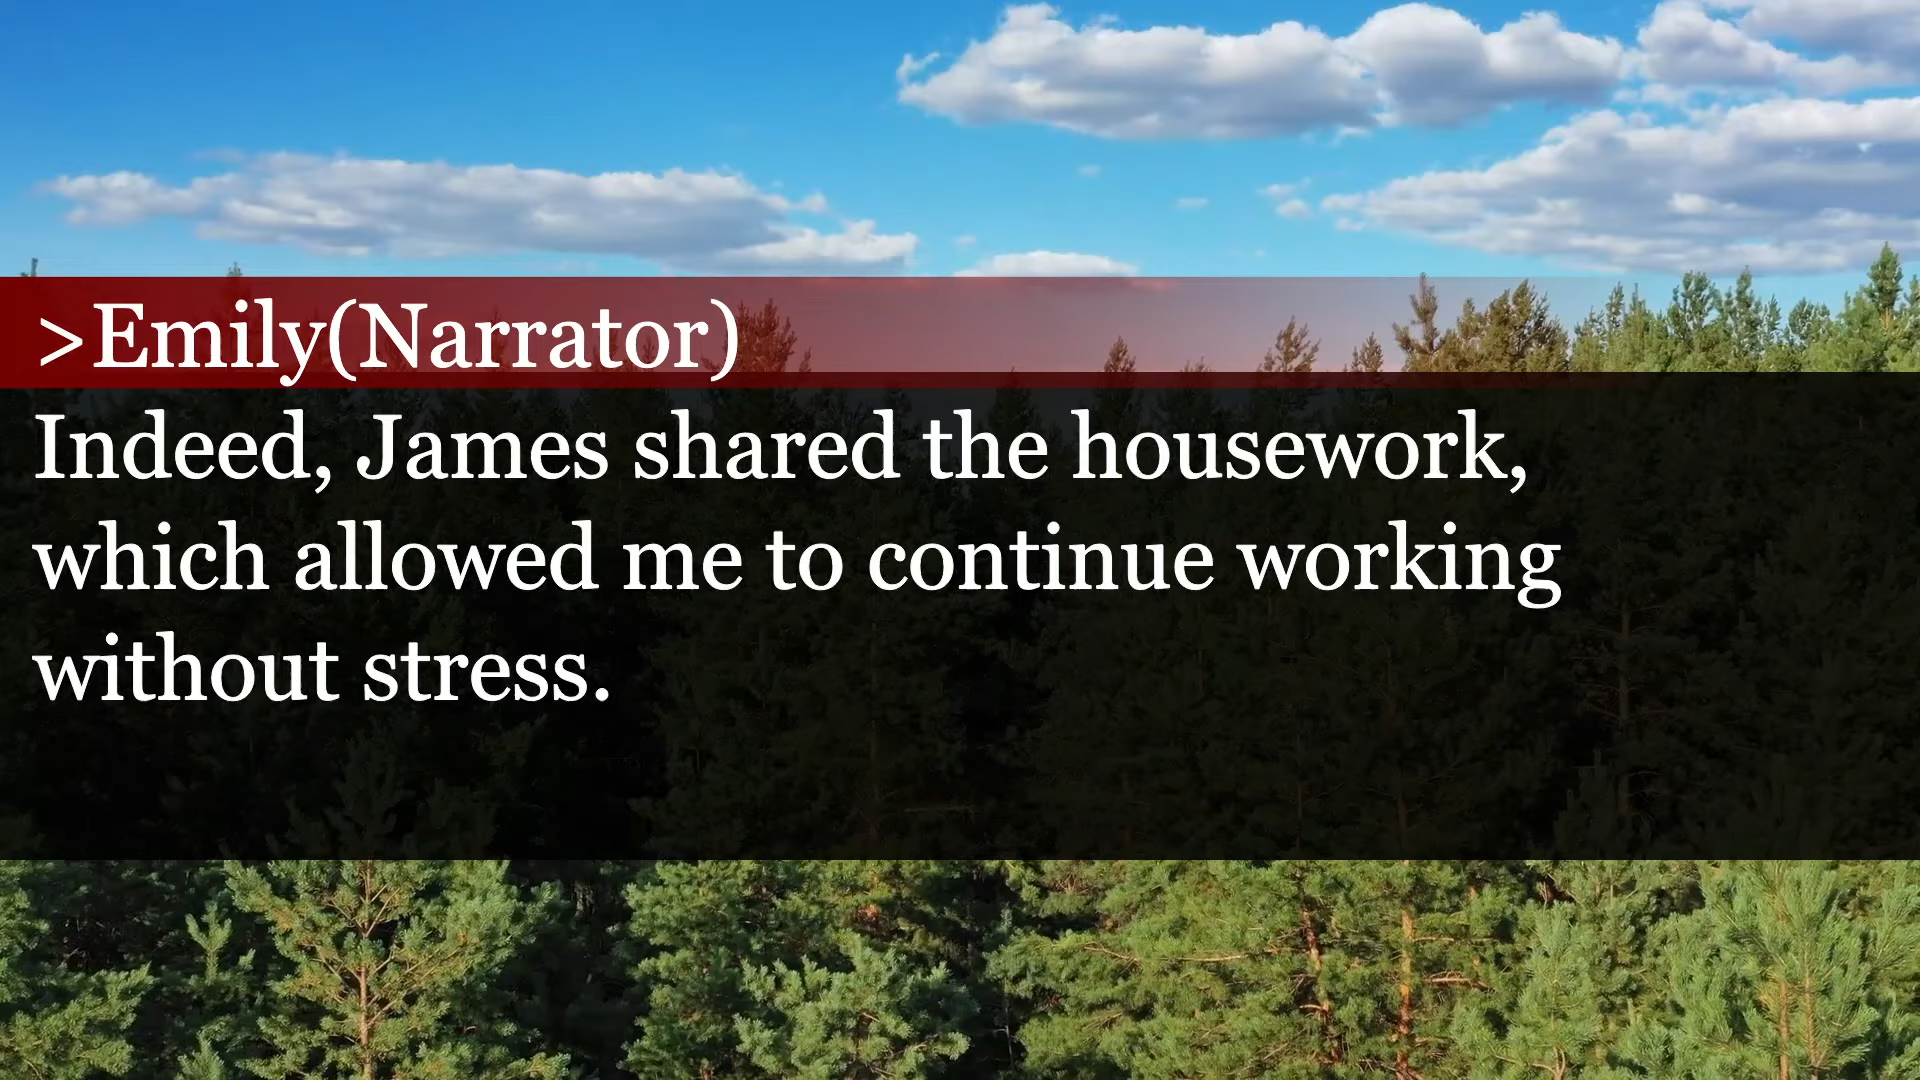 >Emily(Narrator)
Indeed, James shared the housework,
which allowed me to continue working
without stress.